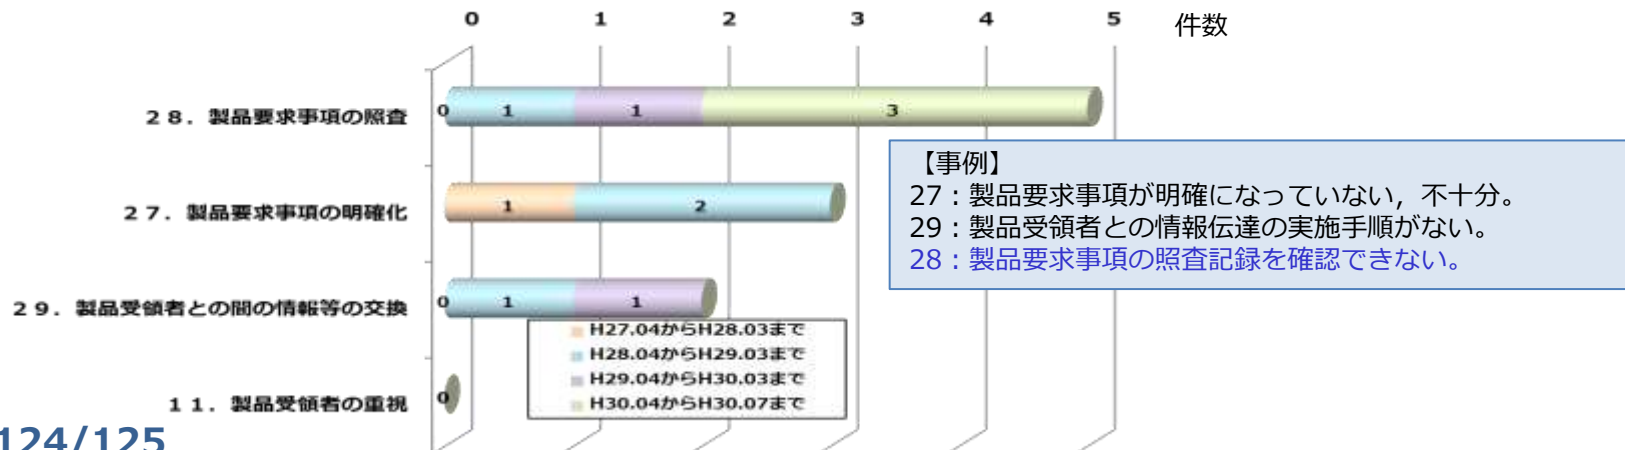 0 1 2 3 4 5 件数
28．製品要求事項の照査 0 1 1 3
【事例】
27：製品要求事項が明確になっていない，不十分。
29：製品受領者との情報伝達の実施手順がない。
28：製品要求事項の照査記録を確認できない。
27．製品要求事項の明確化 1 2
29．製品受領者との間の情報等の交換 0 1 1
H27.04からH28.03まで
H28.04からH29.03まで
H29.04からH30.03まで
H30.04からH30.07まで
11．製品受領者の重視 0
124/125